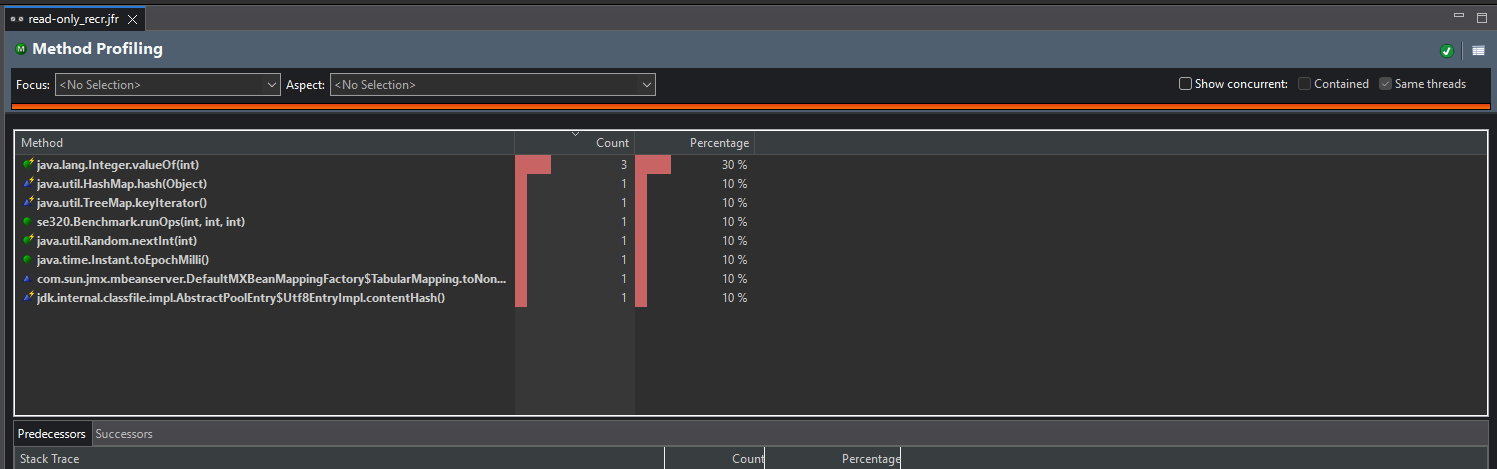 read-only_recr.jfr
Method Profiling
Focus: <No Selection> Aspect: <No Selection> Show concurrent: Contained Same threads
Method Count Percentage
java.lang.Integer.valueOf(int) 3 30 %
java.util.HashMap.hash(Object) 1 10 %
java.util.TreeMap.keyIterator() 1 10 %
se320.Benchmark.runOps(int, int, int) 1 10 %
java.util.Random.nextInt(int) 1 10 %
java.time.Instant.toEpochMilli() 1 10 %
com.sun.jmx.mbeanserver.DefaultMXBeanMappingFactory$TabularMapping.toNon... 1 10 %
jdk.internal.classfile.impl.AbstractPoolEntry$Utf8EntryImpl.contentHash() 1 10 %
Predecessors Successors
Stack Trace Count Percentage